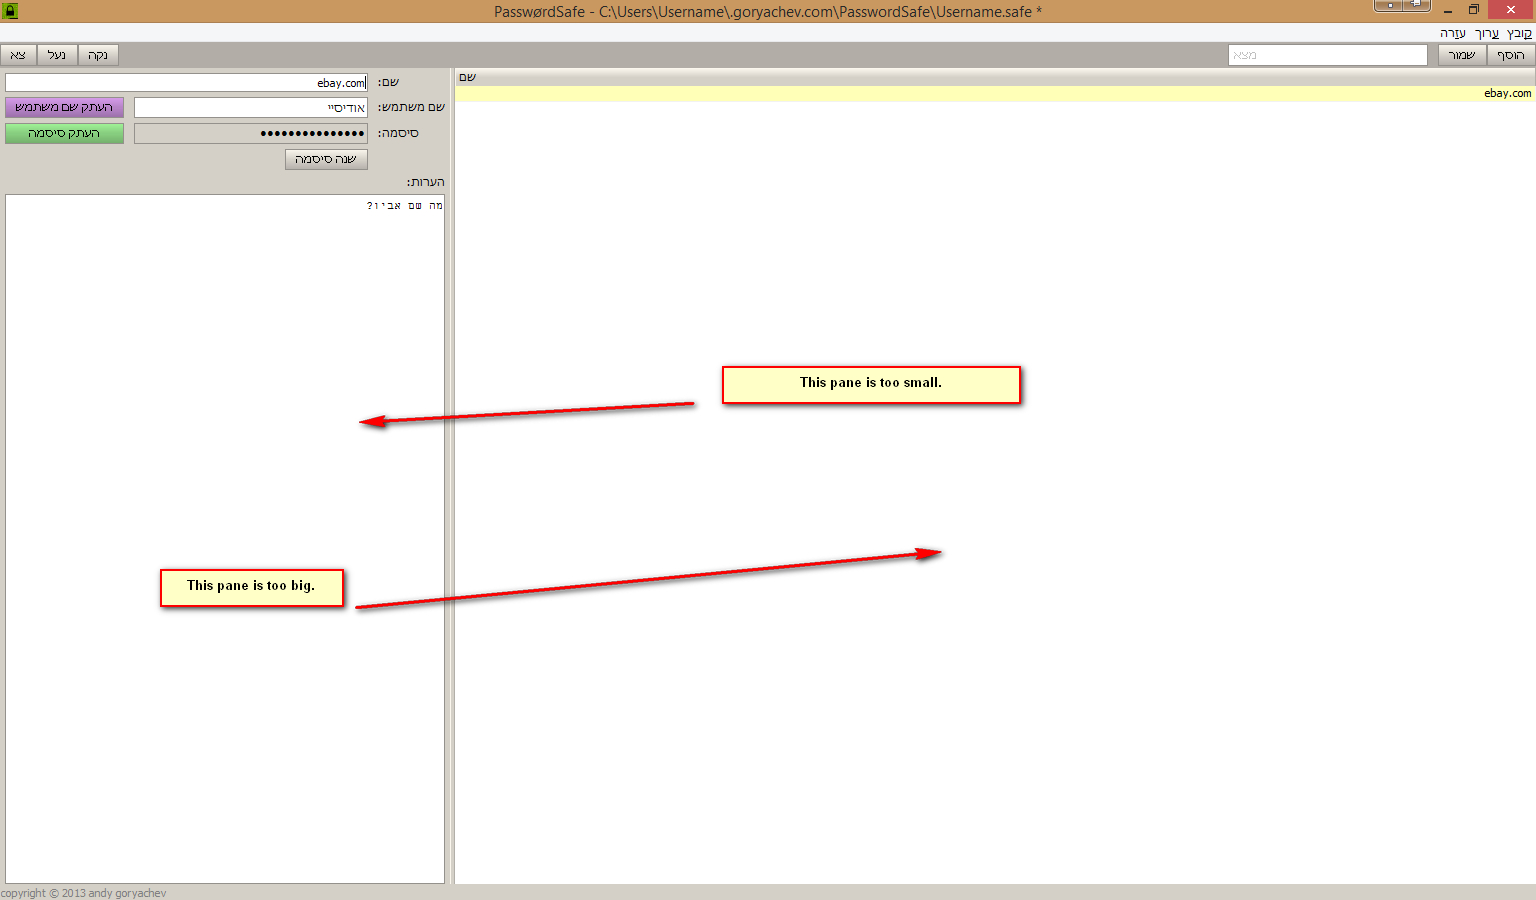 PasswørdSafe - C:\Users\Username\.goryachev.com\PasswordSafe\Username.safe *
קובץ ערוך עזרה
הוסף שמור מצא נקה נעל צא
שם
ebay.com
שם: ebay.com
שם משתמש: אודיסיי העתק שם משתמש
סיסמה: ••••••••••••••• העתק סיסמה
שנה סיסמה
הערות:
מה שם אביו?
This pane is too small.
This pane is too big.
copyright © 2013 andy goryachev